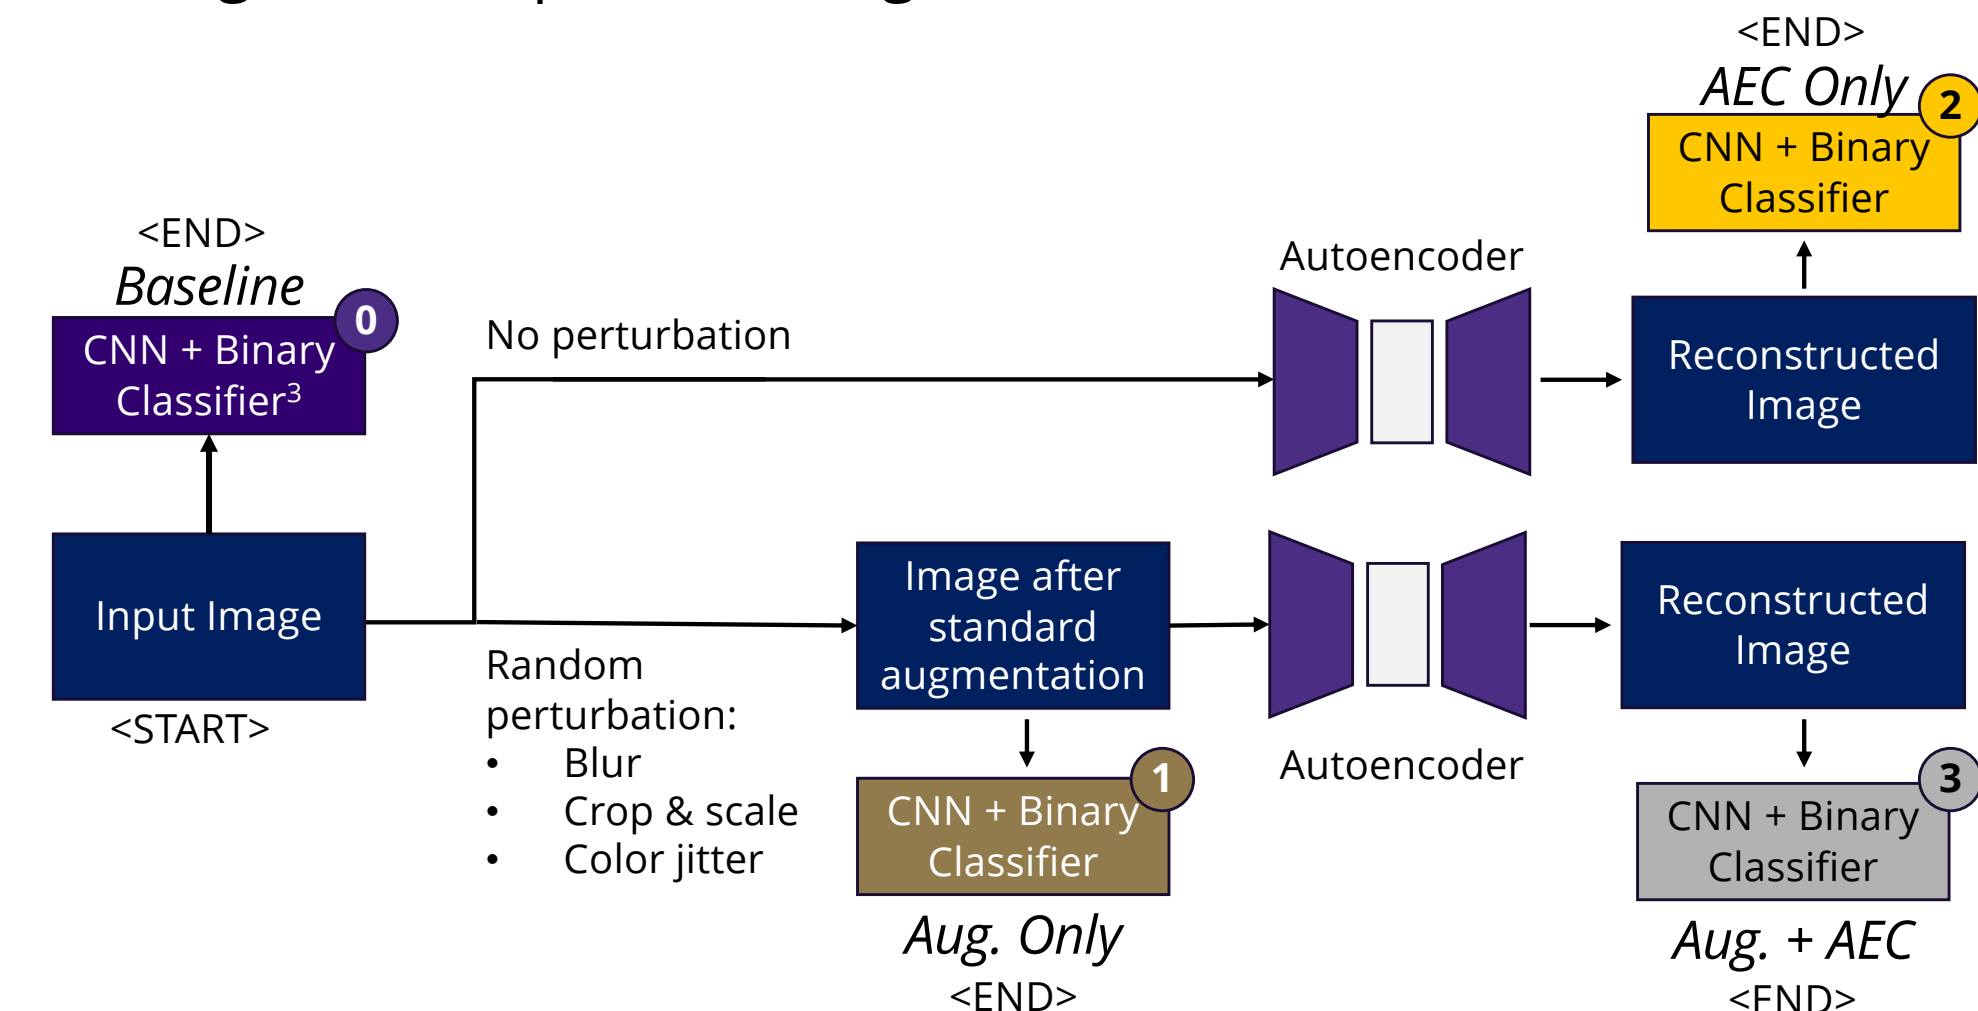 <END>
AEC Only
2
CNN + Binary
Classifier
<END>
Baseline
0
CNN + Binary
Classifier³
No perturbation
Autoencoder
Reconstructed
Image
Input Image
<START>
Random
perturbation:
• Blur
• Crop & scale
• Color jitter
Image after
standard
augmentation
1
CNN + Binary
Classifier
Aug. Only
<END>
Autoencoder
Reconstructed
Image
3
CNN + Binary
Classifier
Aug. + AEC
<END>